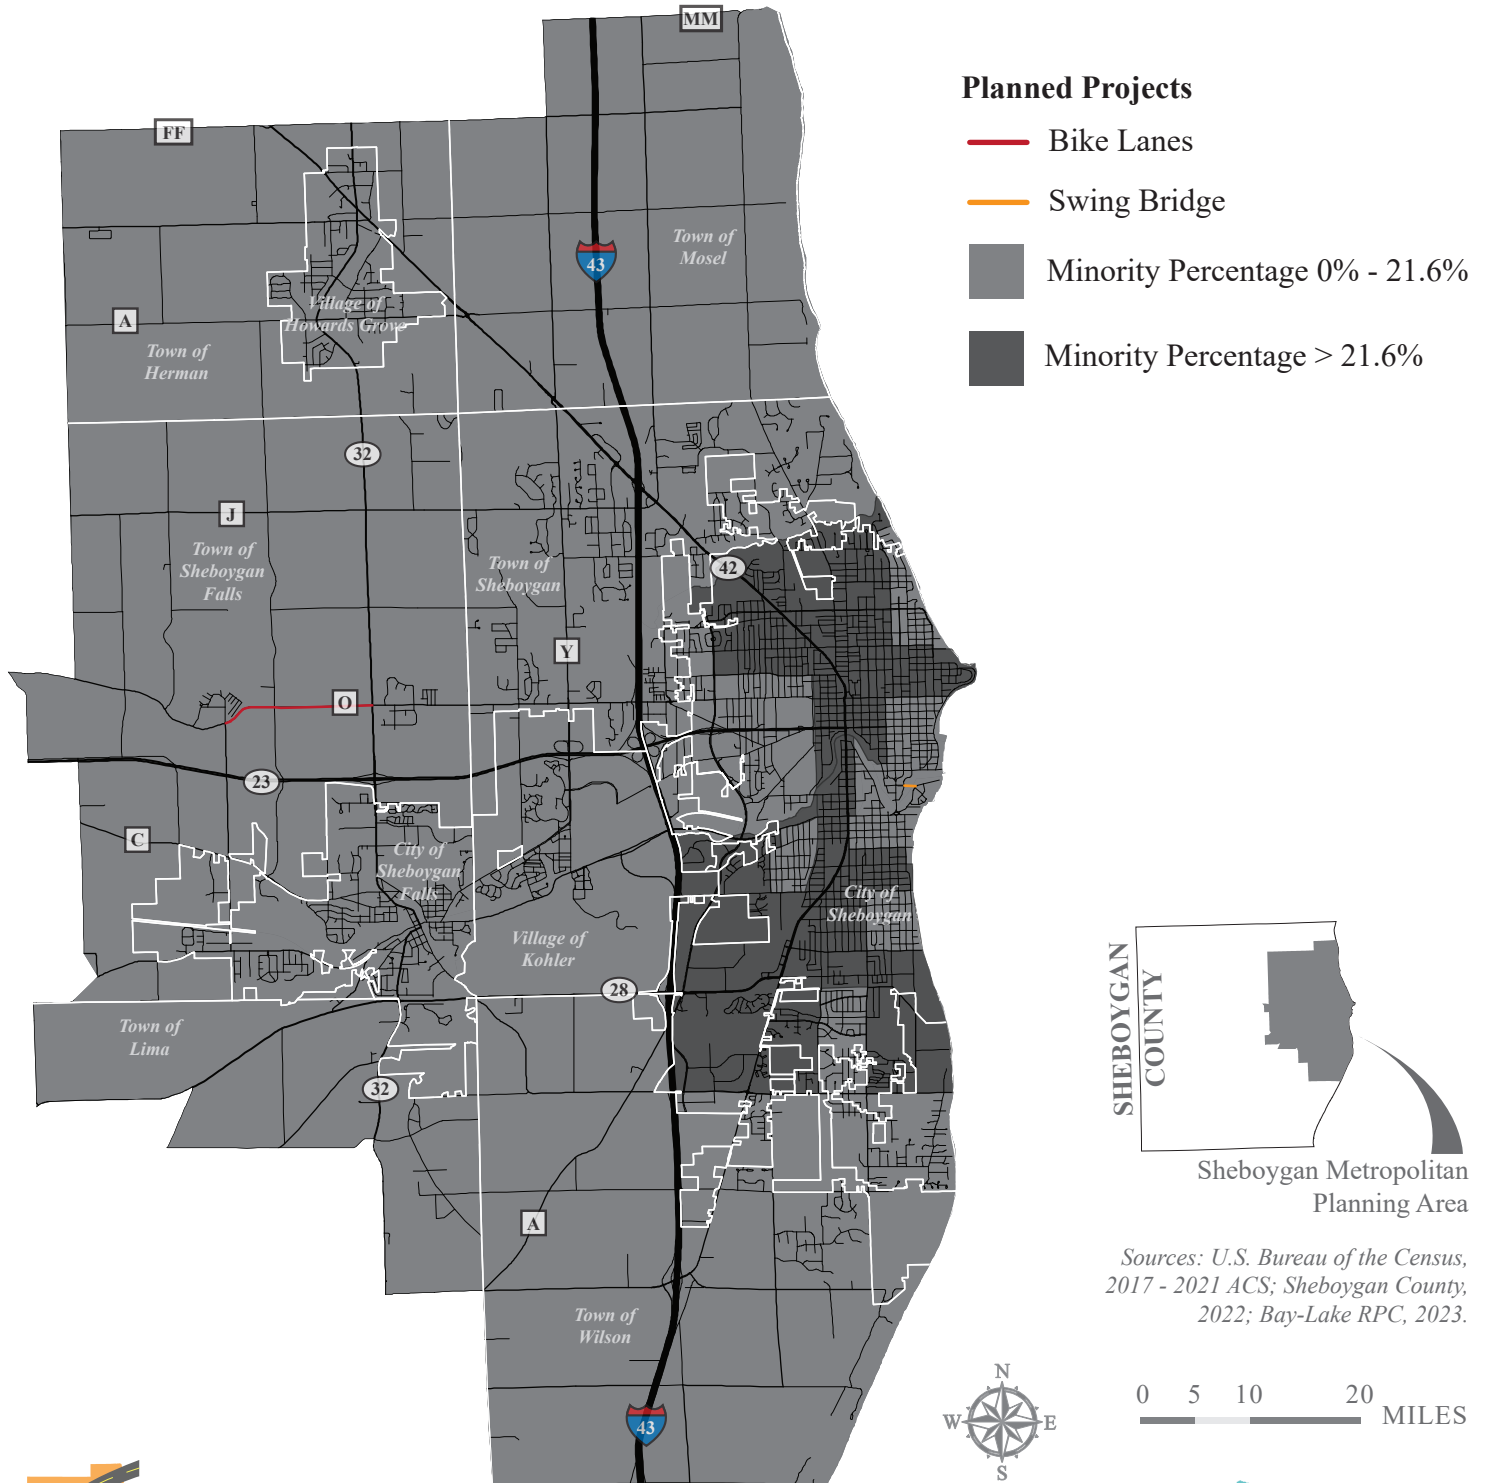 MM
Planned Projects
Bike Lanes
Swing Bridge
Minority Percentage 0% - 21.6%
Minority Percentage > 21.6%
FF
43
Town of
Mosel
Village of
Howards Grove
A
Town of
Herman
32
J
Town of
Sheboygan
Falls
Town of
Sheboygan
42
Y
O
23
C
City of
Sheboygan
Falls
City of
Sheboygan
Village of
Kohler
28
Town of
Lima
32
A
Town of
Wilson
43
SHEBOYGAN
COUNTY
Sheboygan Metropolitan
Planning Area
Sources: U.S. Bureau of the Census,
2017 - 2021 ACS; Sheboygan County,
2022; Bay-Lake RPC, 2023.
N
W E
S
0 5 10 20
MILES